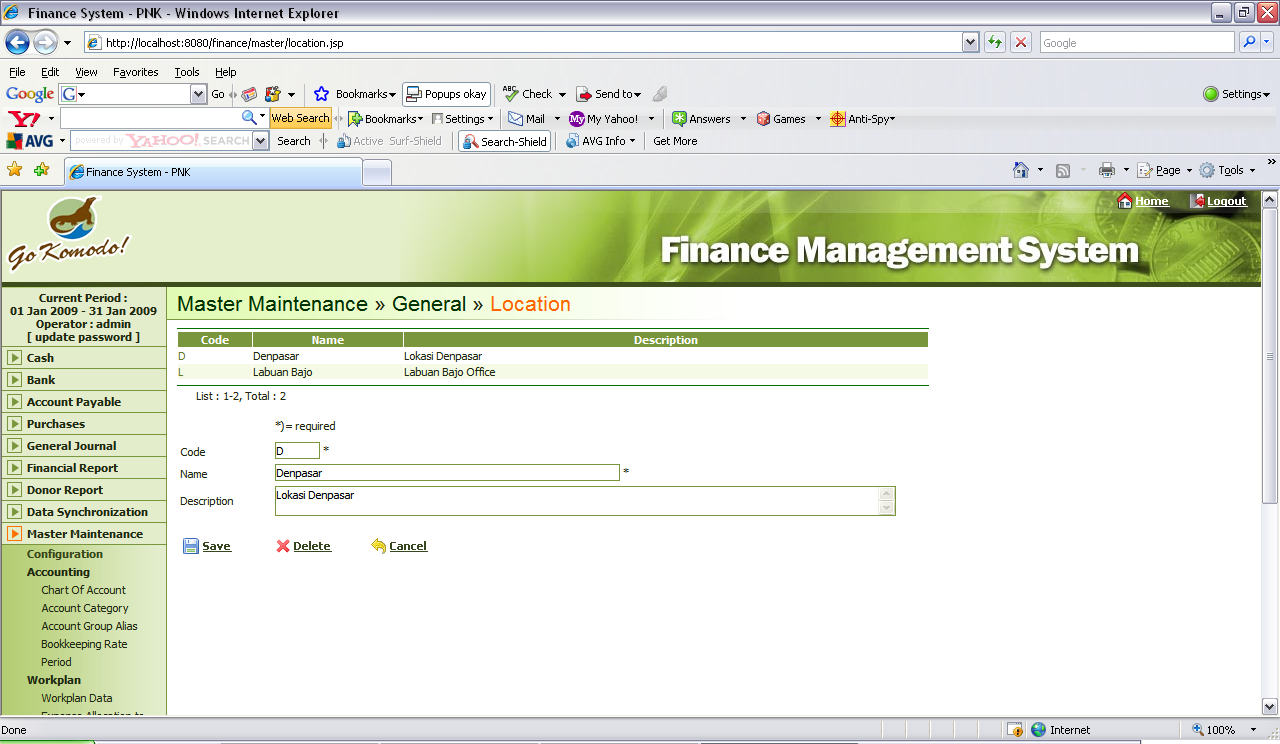 Finance System - PNK - Windows Internet Explorer
http://localhost:8080/finance/master/location.jsp
Google
File Edit View Favorites Tools Help
Google G Go Bookmarks Popups okay ABC Check Send to Settings
Y! Web Search Bookmarks Settings Mail My My Yahoo! Answers Games Anti-Spy
AVG powered by YAHOO! SEARCH Search Active Surf-Shield Search-Shield AVG Info Get More
Finance System - PNK Page Tools
Go Komodo!
Home Logout
Finance Management System
Current Period :
01 Jan 2009 - 31 Jan 2009
Operator : admin
[ update password ]
Cash
Bank
Account Payable
Purchases
General Journal
Financial Report
Donor Report
Data Synchronization
Master Maintenance
Configuration
Accounting
Chart Of Account
Account Category
Account Group Alias
Bookkeeping Rate
Period
Workplan
Workplan Data
Expense Allocation to
Master Maintenance » General » Location
Code Name Description
D Denpasar Lokasi Denpasar
L Labuan Bajo Labuan Bajo Office
List : 1-2, Total : 2
*)= required
Code D *
Name Denpasar *
Description Lokasi Denpasar
Save Delete Cancel
Done Internet 100%